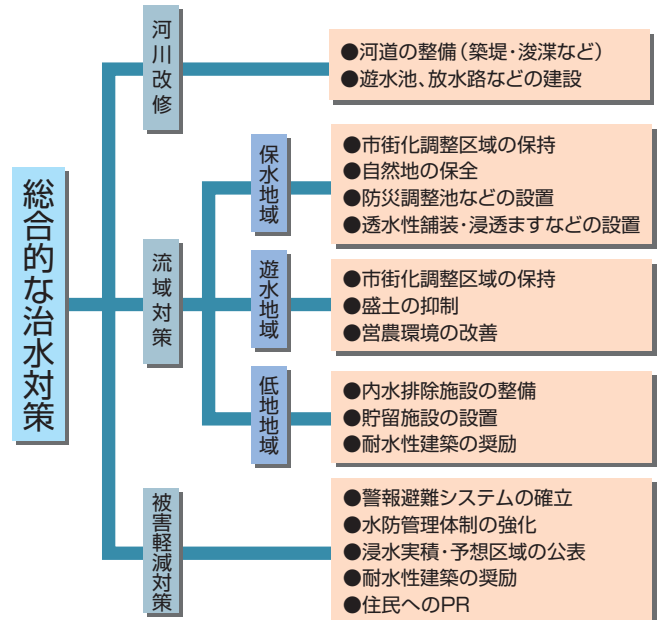 総合的な治水対策
河川改修
●河道の整備（築堤・浚渫など）
●遊水池、放水路などの建設
流域対策
保水地域
●市街化調整区域の保持
●自然地の保全
●防災調整池などの設置
●透水性舗装・浸透ますなどの設置
遊水地域
●市街化調整区域の保持
●盛土の抑制
●営農環境の改善
低地地域
●内水排除施設の整備
●貯留施設の設置
●耐水性建築の奨励
被害軽減対策
●警報避難システムの確立
●水防管理体制の強化
●浸水実積・予想区域の公表
●耐水性建築の奨励
●住民へのPR